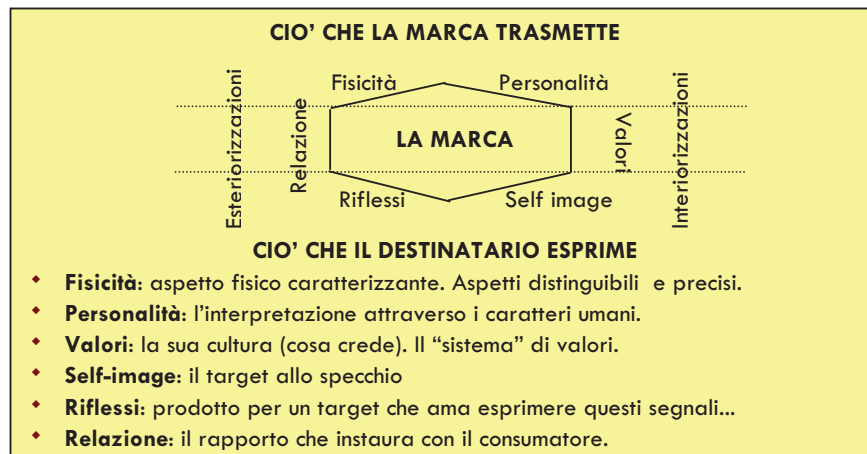 CIO' CHE LA MARCA TRASMETTE
Fisicità Personalità
Esteriorizzazioni
Relazione
LA MARCA
Valori
Interiorizzazioni
Riflessi Self image
CIO' CHE IL DESTINATARIO ESPRIME
Fisicità: aspetto fisico caratterizzante. Aspetti distinguibili e precisi.
Personalità: l'interpretazione attraverso i caratteri umani.
Valori: la sua cultura (cosa crede). Il “sistema” di valori.
Self-image: il target allo specchio
Riflessi: prodotto per un target che ama esprimere questi segnali...
Relazione: il rapporto che instaura con il consumatore.